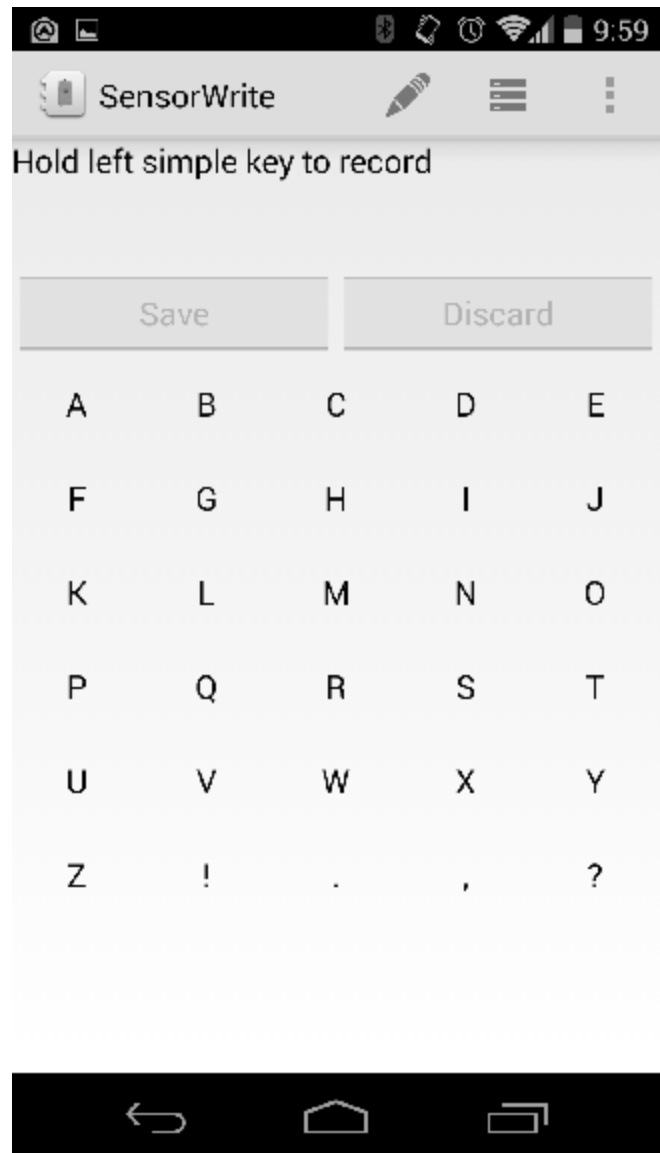 9:59
SensorWrite
Hold left simple key to record
Save Discard
A B C D E
F G H I J
K L M N O
P Q R S T
U V W X Y
Z ! . , ?